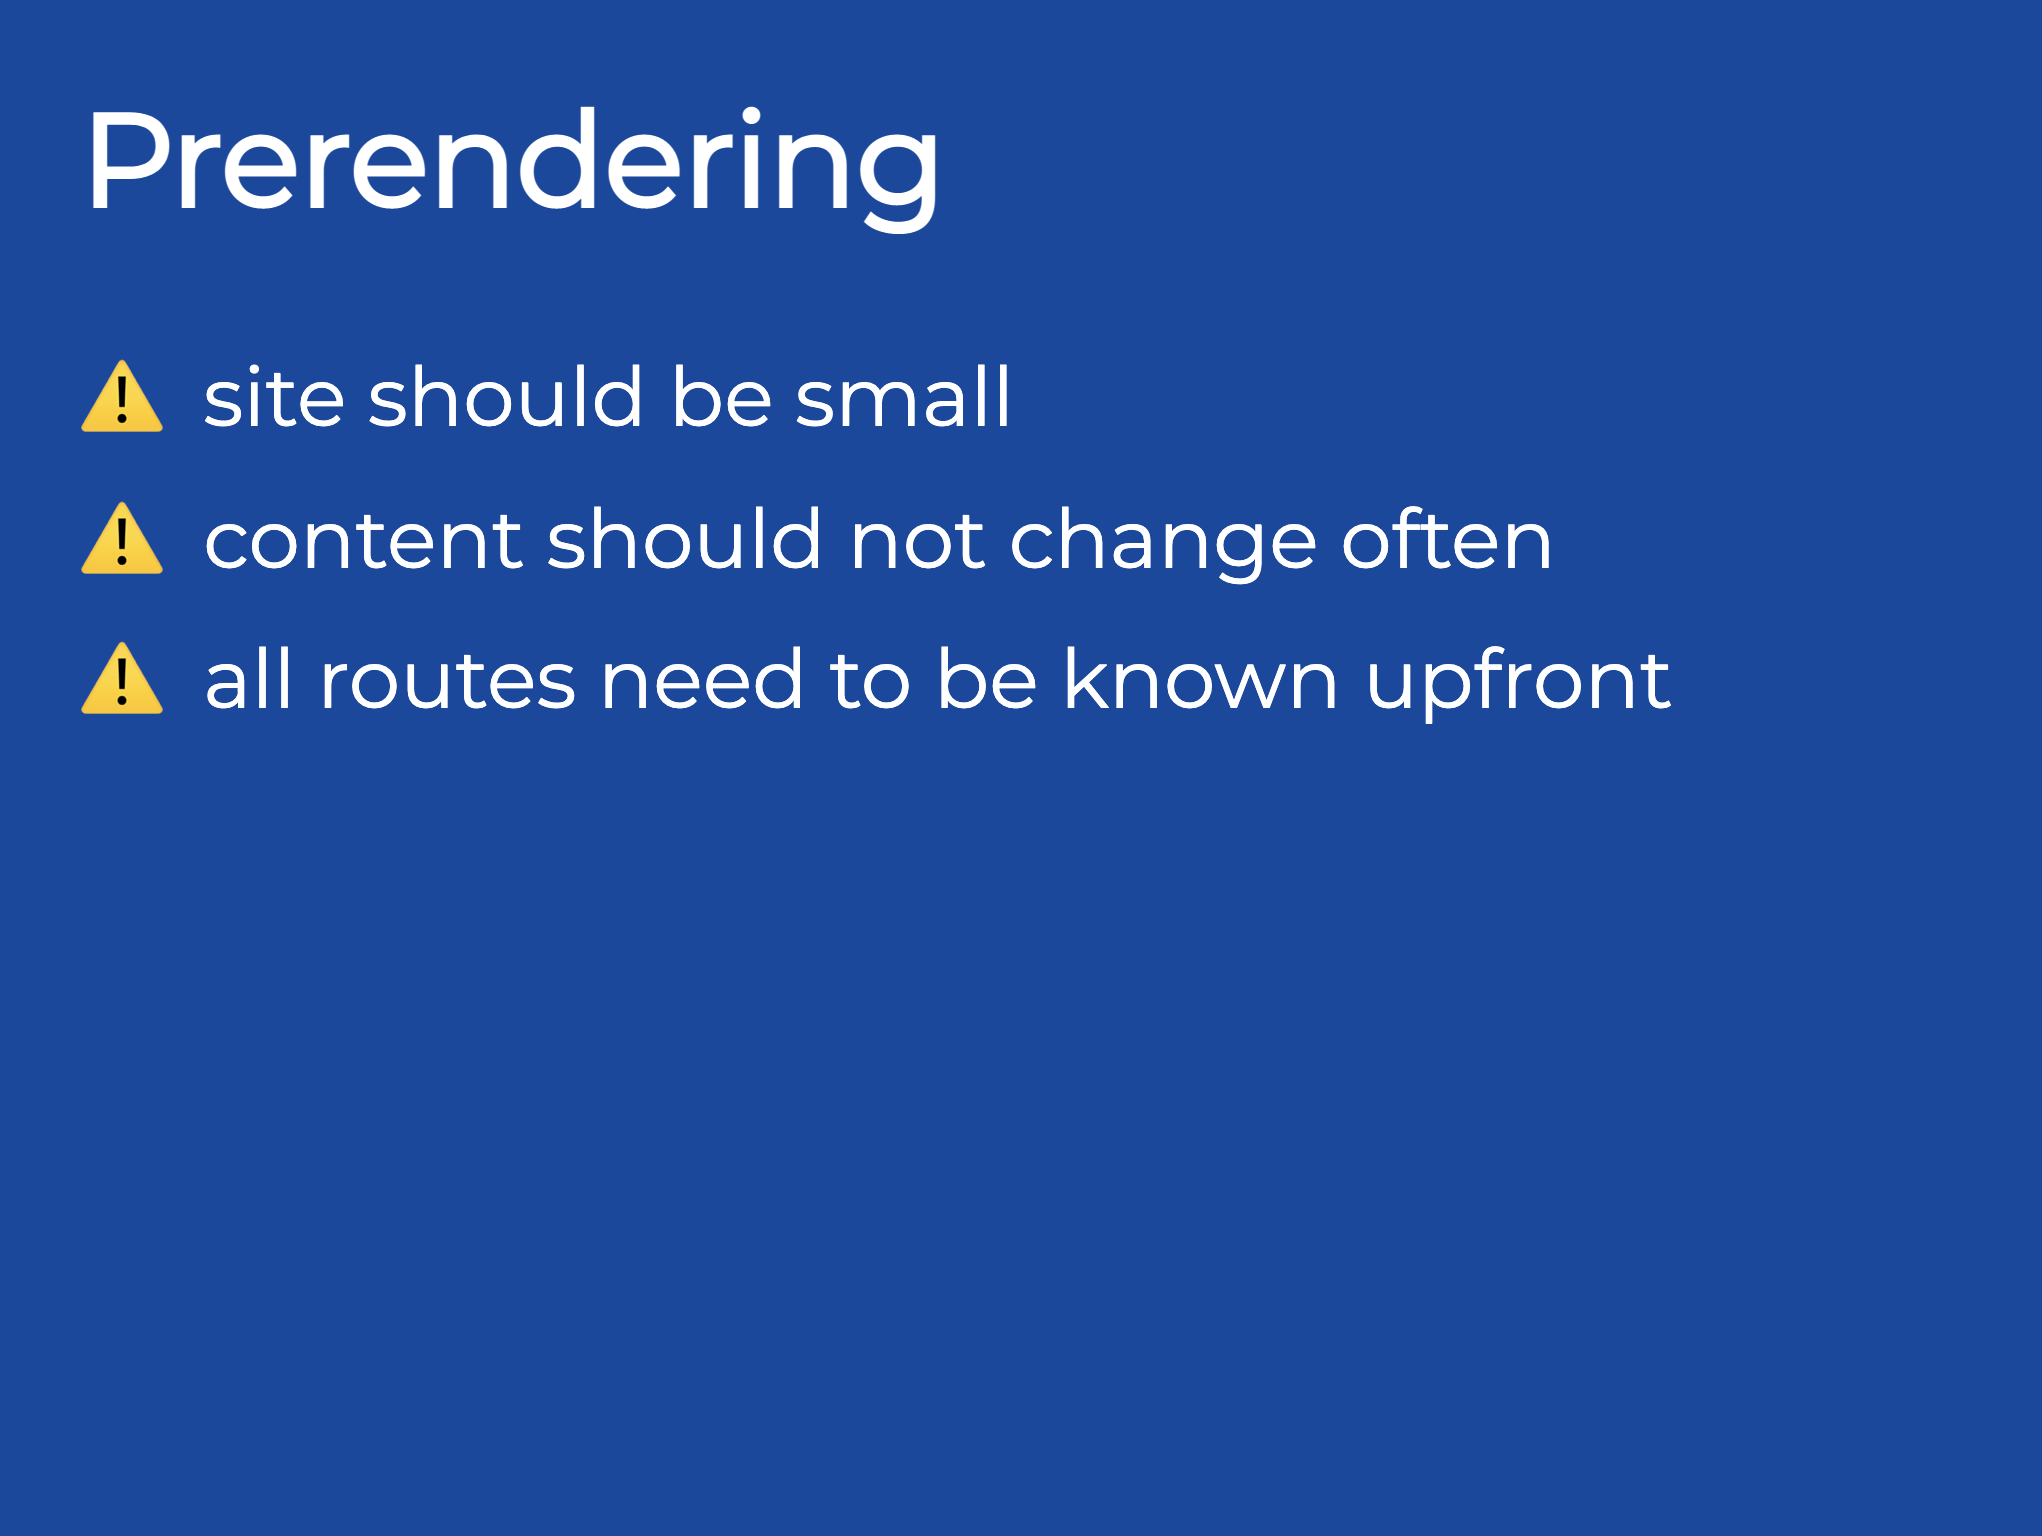 Prerendering
⚠️ site should be small
⚠️ content should not change often
⚠️ all routes need to be known upfront